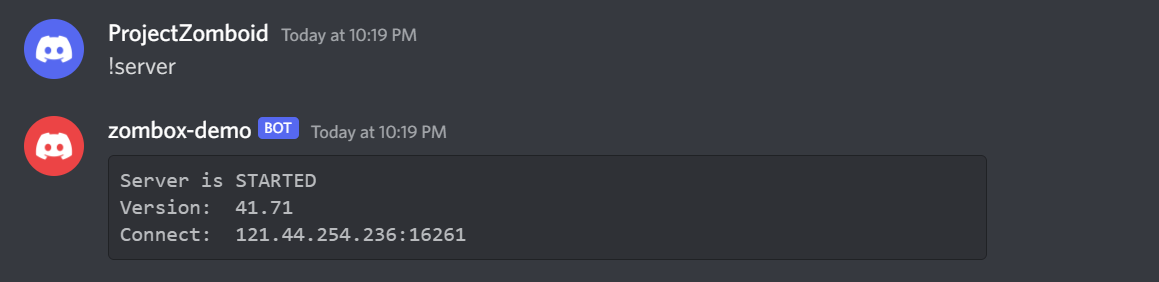 ProjectZomboid Today at 10:19 PM
!server
zombox-demo BOT Today at 10:19 PM
Server is STARTED
Version:  41.71
Connect:  121.44.254.236:16261